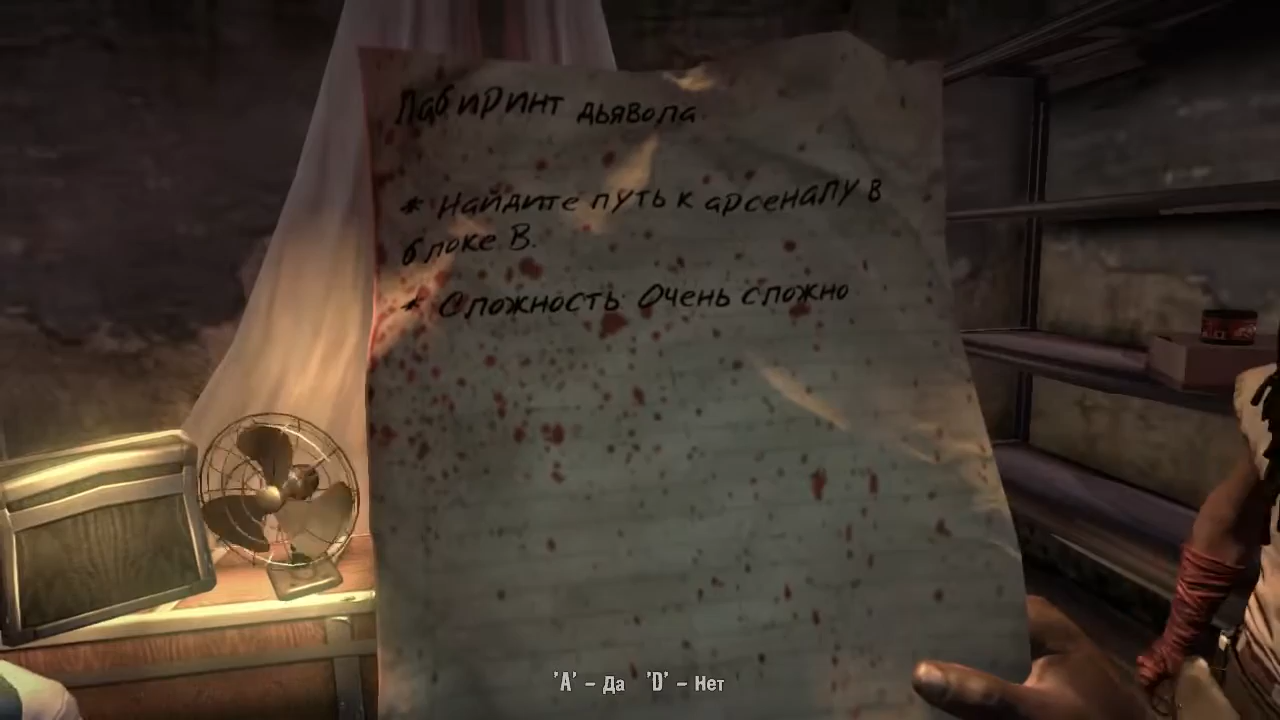 Лабиринт дьявола
* Найдите путь к арсеналу в
блоке В.
* Сложность: Очень сложно
'A' – Да 'D' – Нет